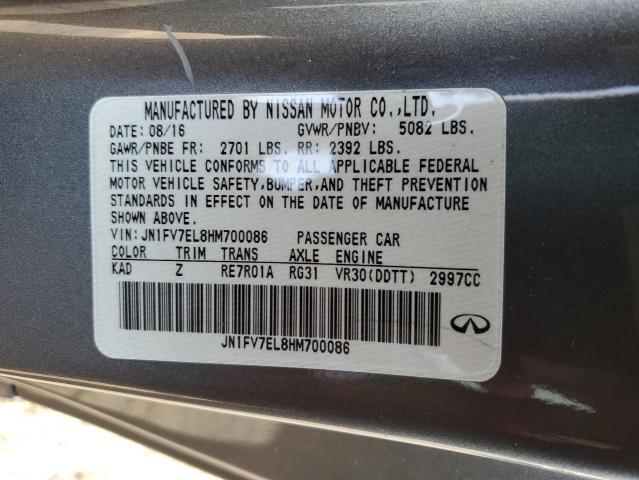 MANUFACTURED BY NISSAN MOTOR CO.,LTD.
DATE: 08/16 GVWR/PNBV: 5082 LBS.
GAWR/PNBE FR: 2701 LBS. RR: 2392 LBS.
THIS VEHICLE CONFORMS TO ALL APPLICABLE FEDERAL
MOTOR VEHICLE SAFETY,BUMPER,AND THEFT PREVENTION
STANDARDS IN EFFECT ON THE DATE OF MANUFACTURE
SHOWN ABOVE.
VIN:JN1FV7EL8HM700086 PASSENGER CAR
COLOR TRIM TRANS AXLE ENGINE
KAD Z RE7R01A RG31 VR30(DDTT) 2997CC
JN1FV7EL8HM700086